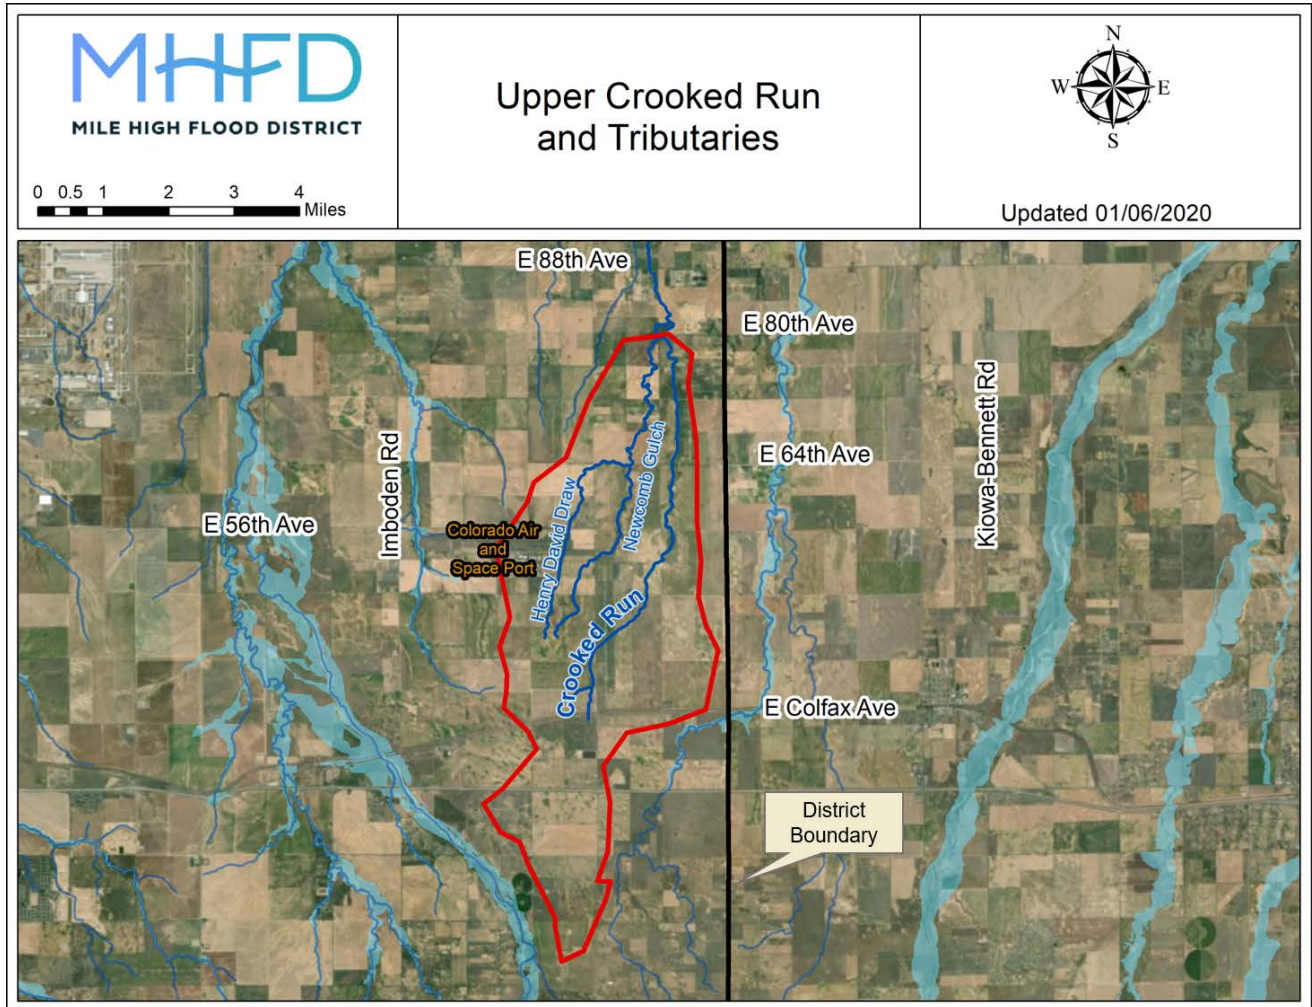 MHFD
MILE HIGH FLOOD DISTRICT
0 0.5 1 2 3 4
Miles
Upper Crooked Run
and Tributaries
N
W E
S
Updated 01/06/2020
E 88th Ave
E 80th Ave
Kiowa-Bennett Rd
Imboden Rd
Newcomb Gulch
E 64th Ave
Henry David Draw
E 56th Ave
Colorado Air
and
Space Port
Crooked Run
E Colfax Ave
District
Boundary